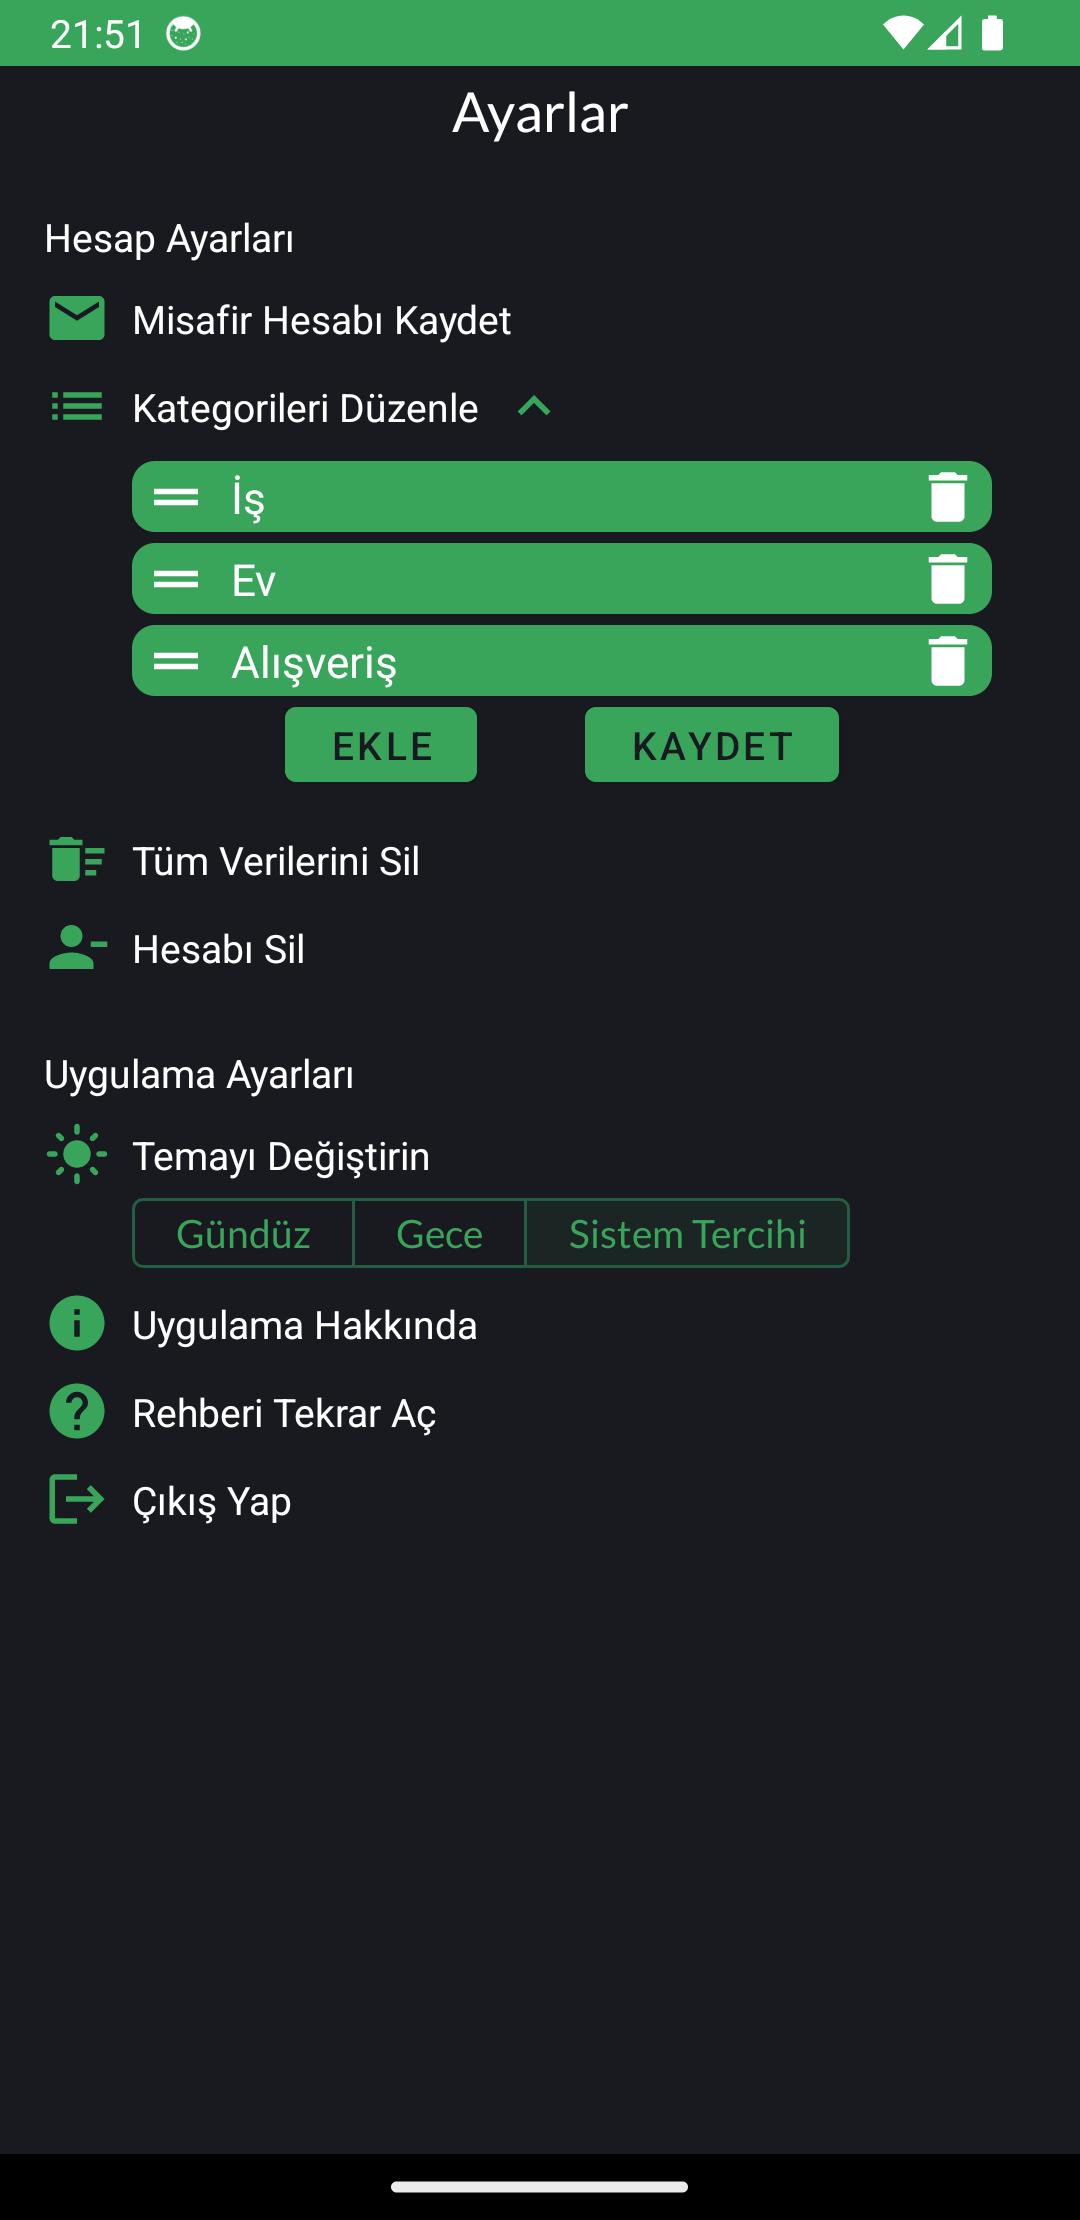 21:51
Ayarlar
Hesap Ayarları
Misafir Hesabı Kaydet
Kategorileri Düzenle
İş
Ev
Alışveriş
EKLE KAYDET
Tüm Verilerini Sil
Hesabı Sil
Uygulama Ayarları
Temayı Değiştirin
Gündüz Gece Sistem Tercihi
Uygulama Hakkında
Rehberi Tekrar Aç
Çıkış Yap